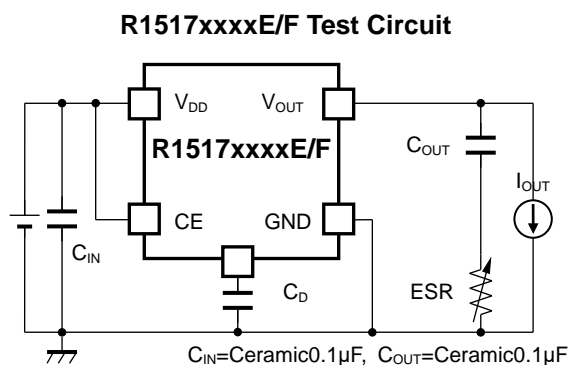 R1517xxxxE/F Test Circuit
VDD VOUT
R1517xxxxE/F
COUT
IOUT
CE GND
CIN
CD
ESR
CIN=Ceramic0.1μF, COUT=Ceramic0.1μF